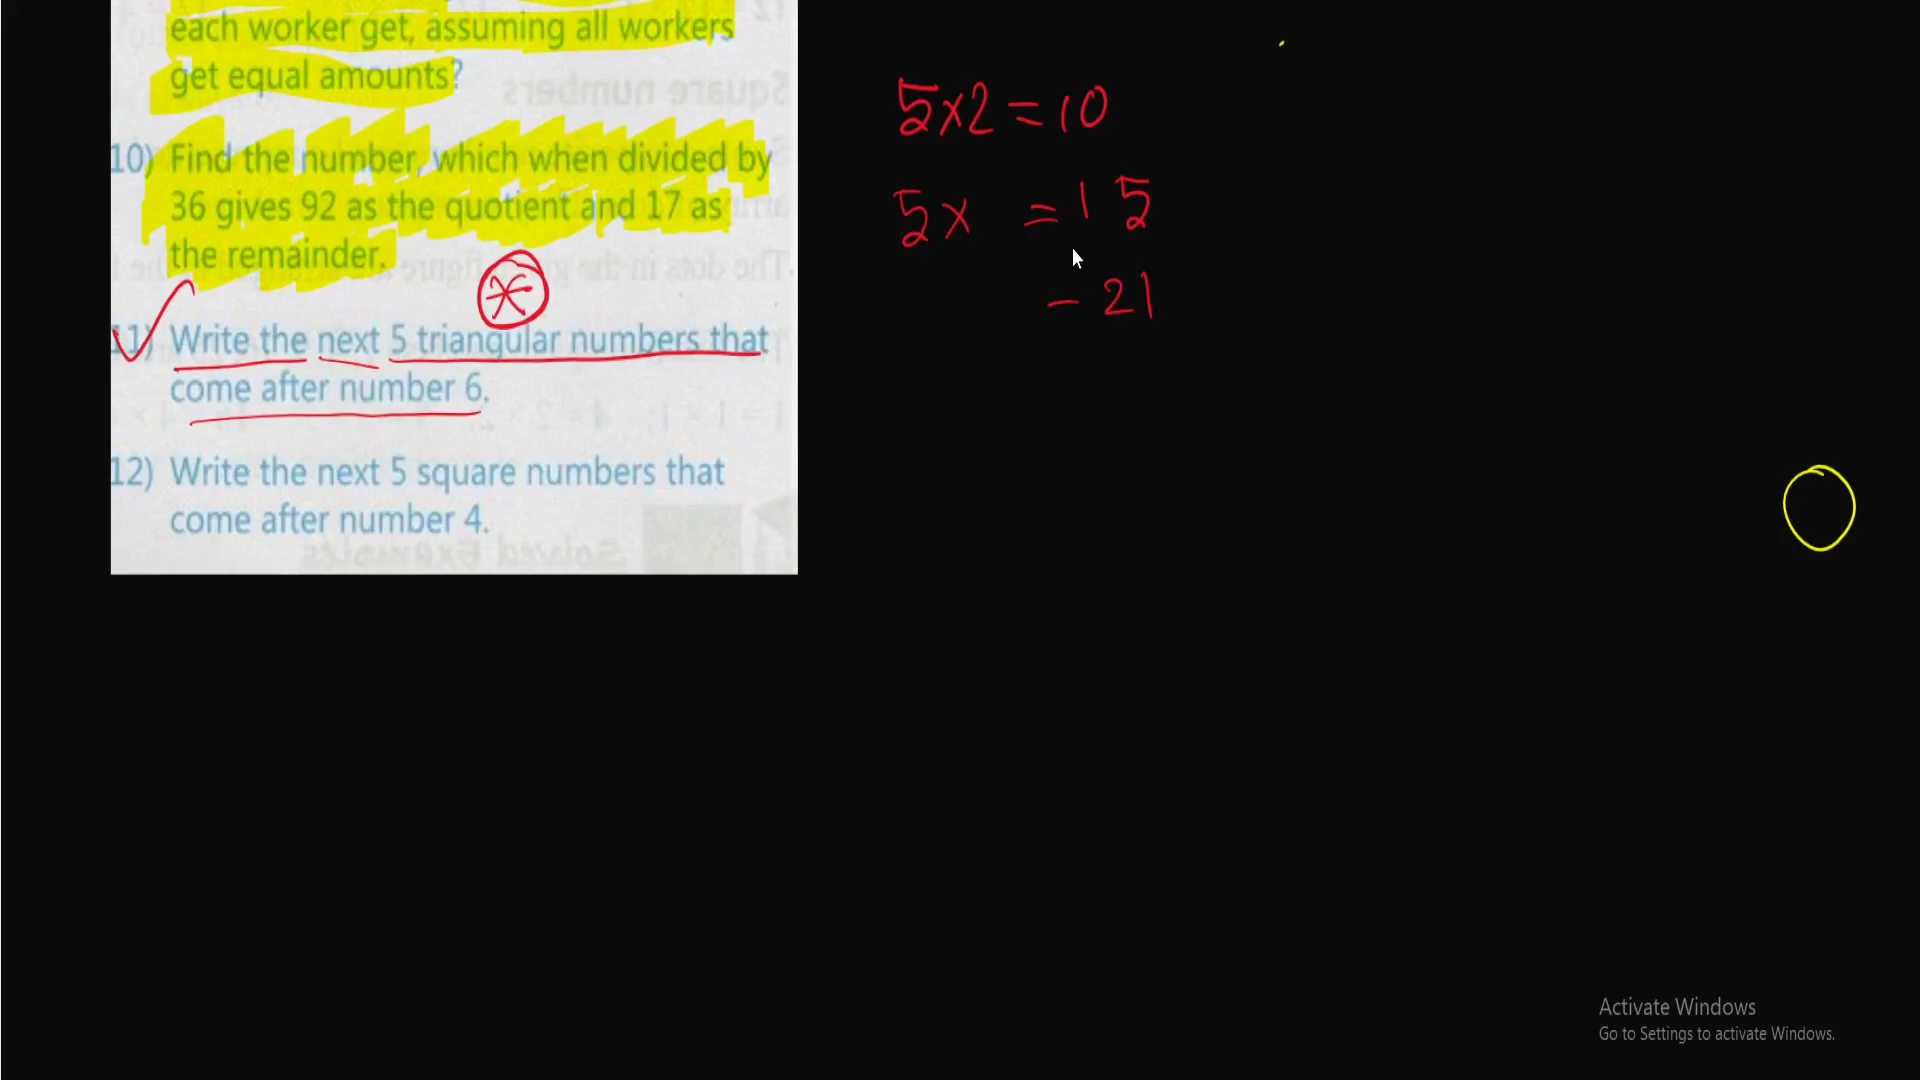 each worker get, assuming all workers
get equal amounts?
10) Find the number, which when divided by
36 gives 92 as the quotient and 17 as
the remainder.
11) Write the next 5 triangular numbers that
come after number 6.
12) Write the next 5 square numbers that
come after number 4.
5x2=10
5x =15
- 21
Activate Windows
Go to Settings to activate Windows.